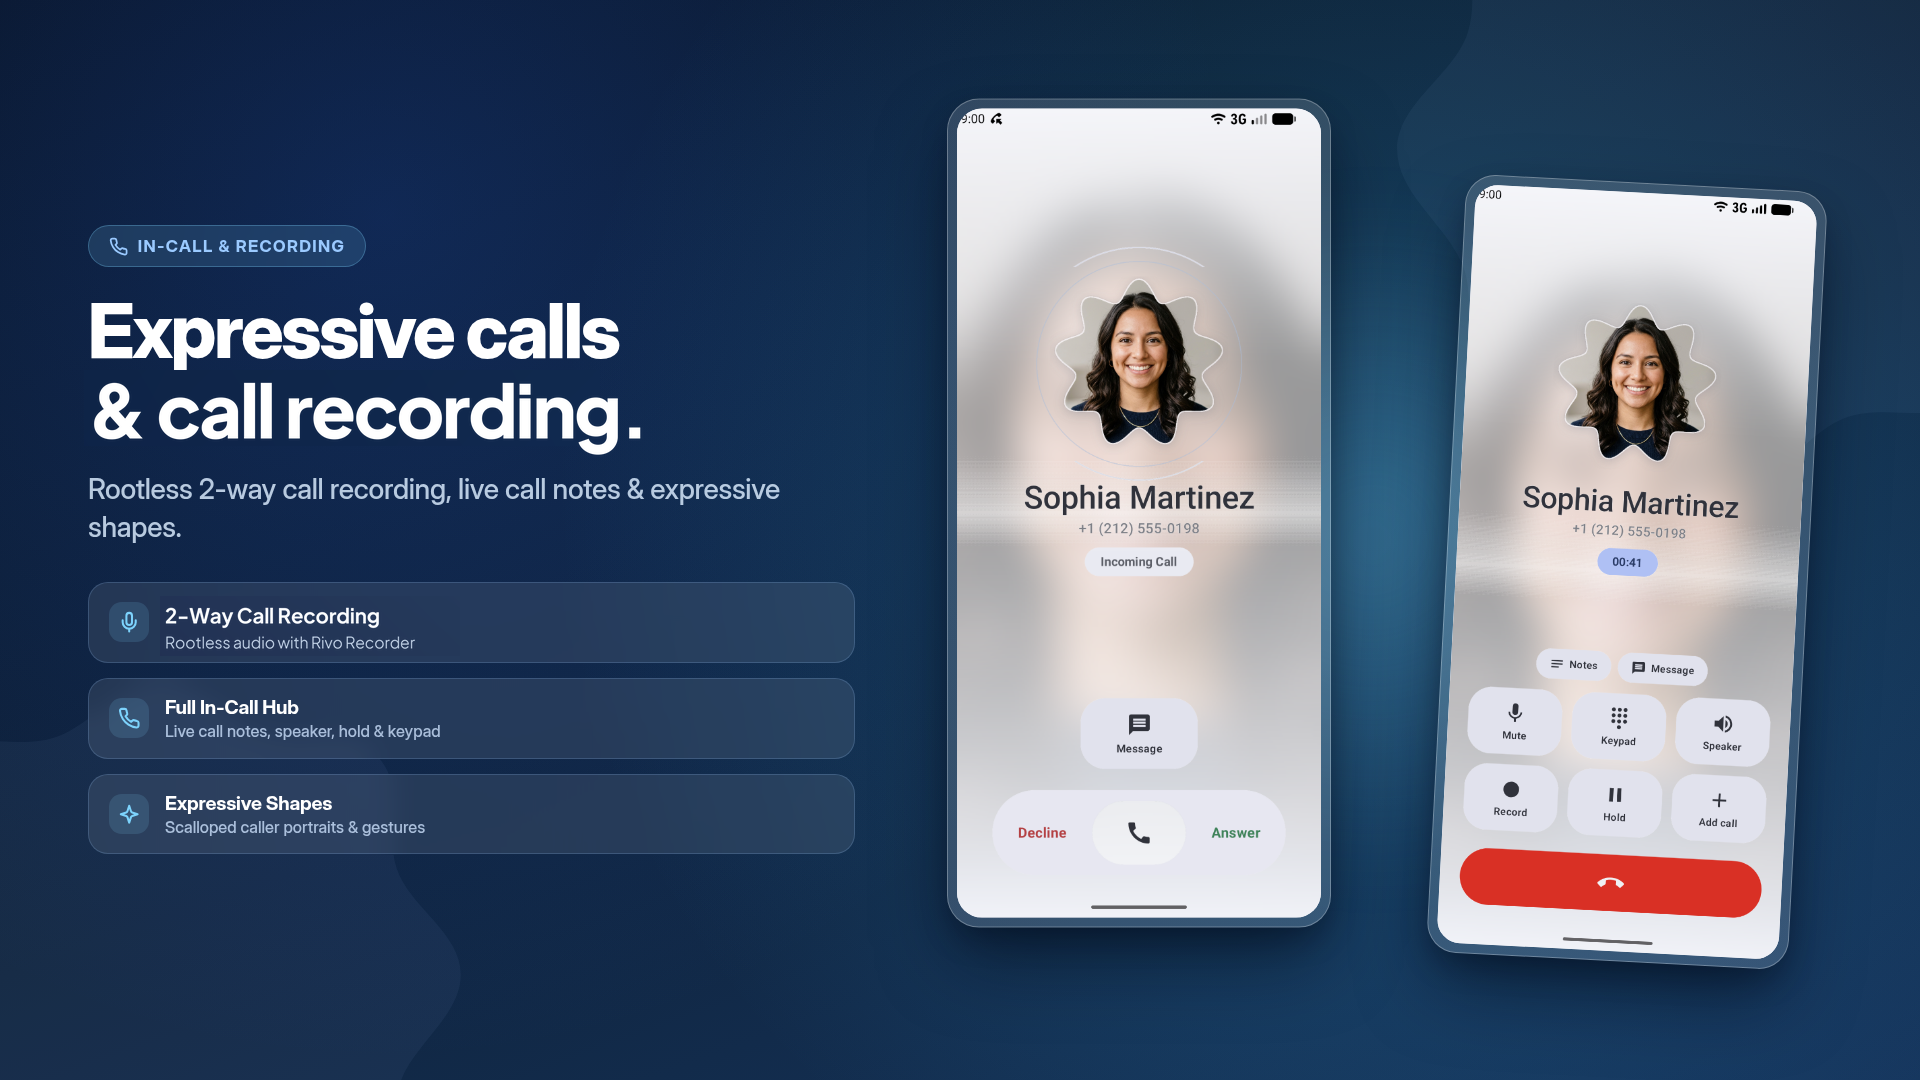 IN-CALL & RECORDING
Expressive calls
& call recording.
Rootless 2-way call recording, live call notes & expressive
shapes.
2-Way Call Recording
Rootless audio with Rivo Recorder
Full In-Call Hub
Live call notes, speaker, hold & keypad
Expressive Shapes
Scalloped caller portraits & gestures
9:00 3G
Sophia Martinez
+1 (212) 555-0198
Incoming Call
Message
Decline Answer
9:00 3G
Sophia Martinez
+1 (212) 555-0198
00:41
Notes Message
Mute Keypad Speaker
Record Hold Add call